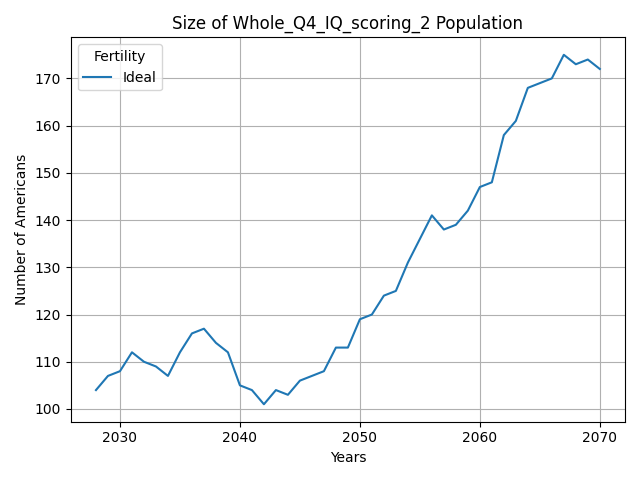 Size of Whole_Q4_IQ_scoring_2 Population
Fertility
Ideal
Number of Americans
170
160
150
140
130
120
110
100
2030 2040 2050 2060 2070
Years